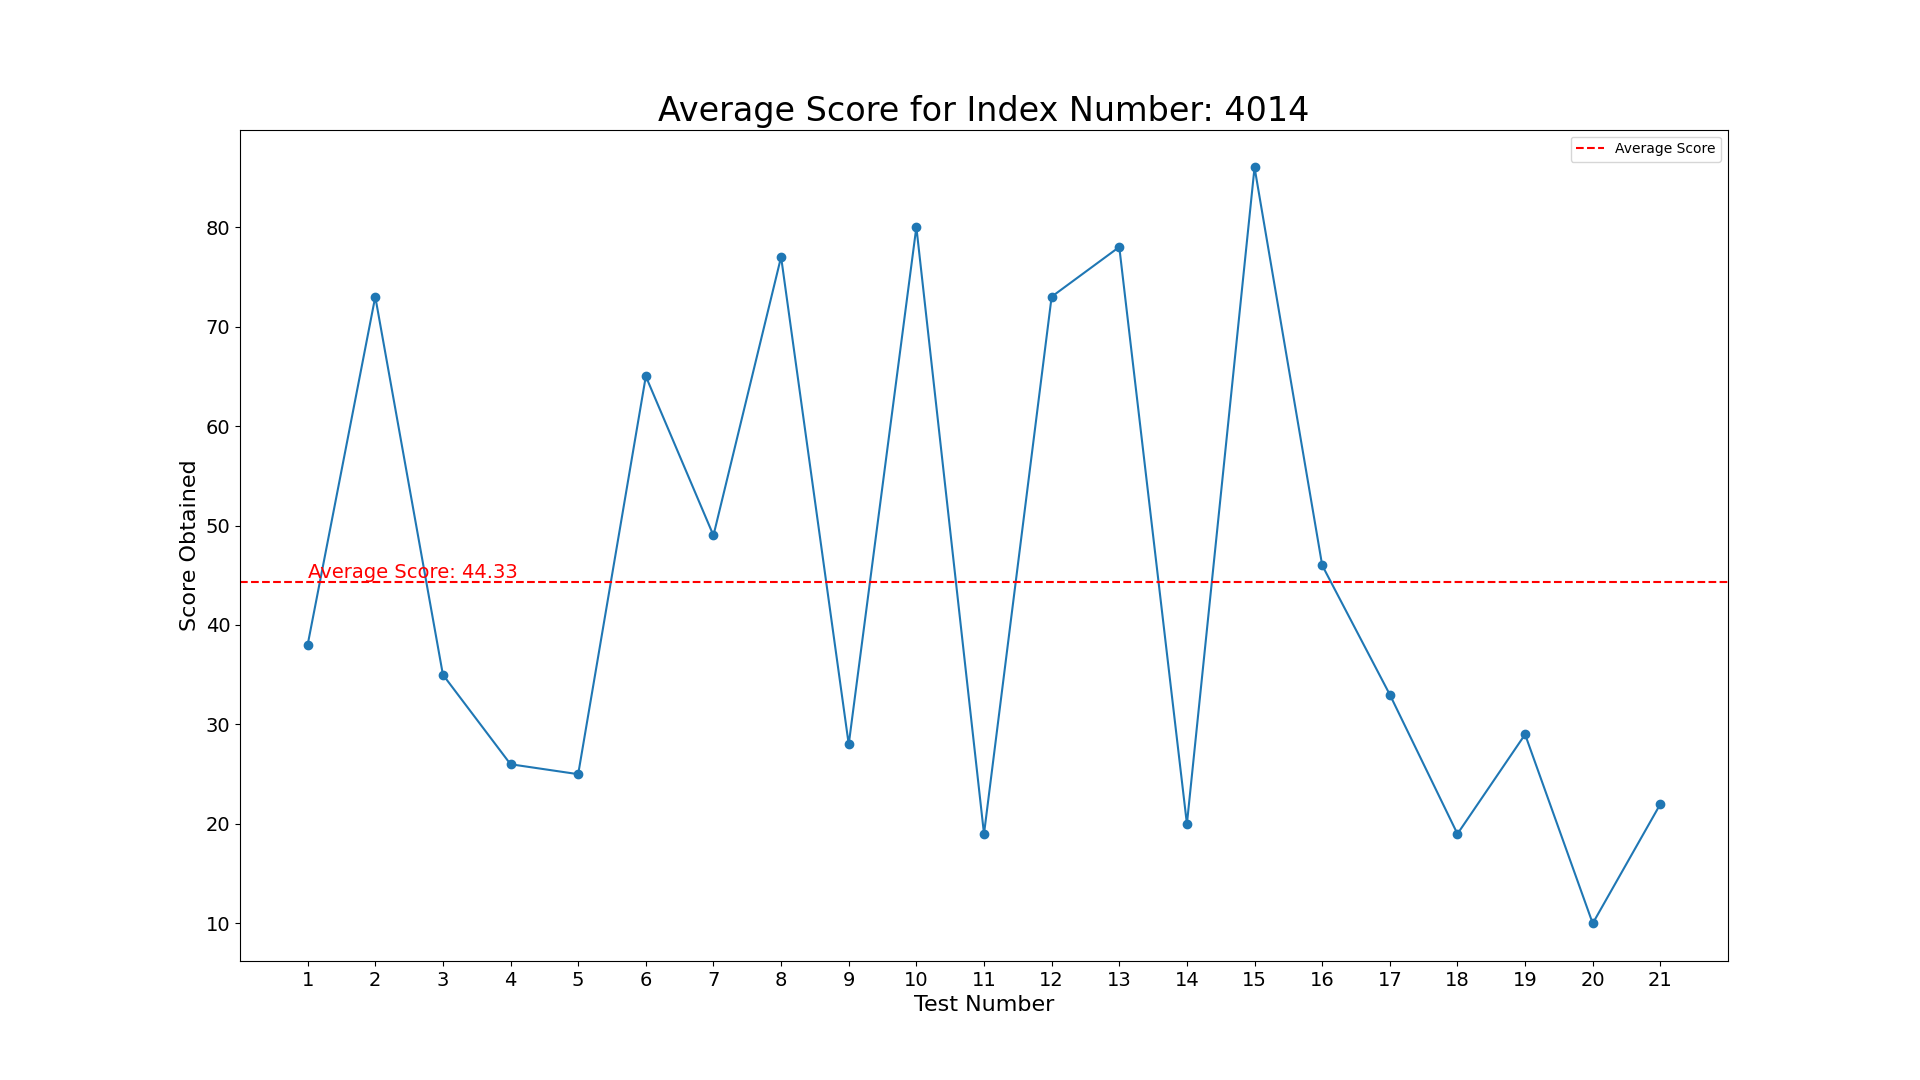 Average Score for Index Number: 4014
Average Score
80
70
60
50
40
30
20
10
Score Obtained
Average Score: 44.33
1 2 3 4 5 6 7 8 9 10 11 12 13 14 15 16 17 18 19 20 21
Test Number